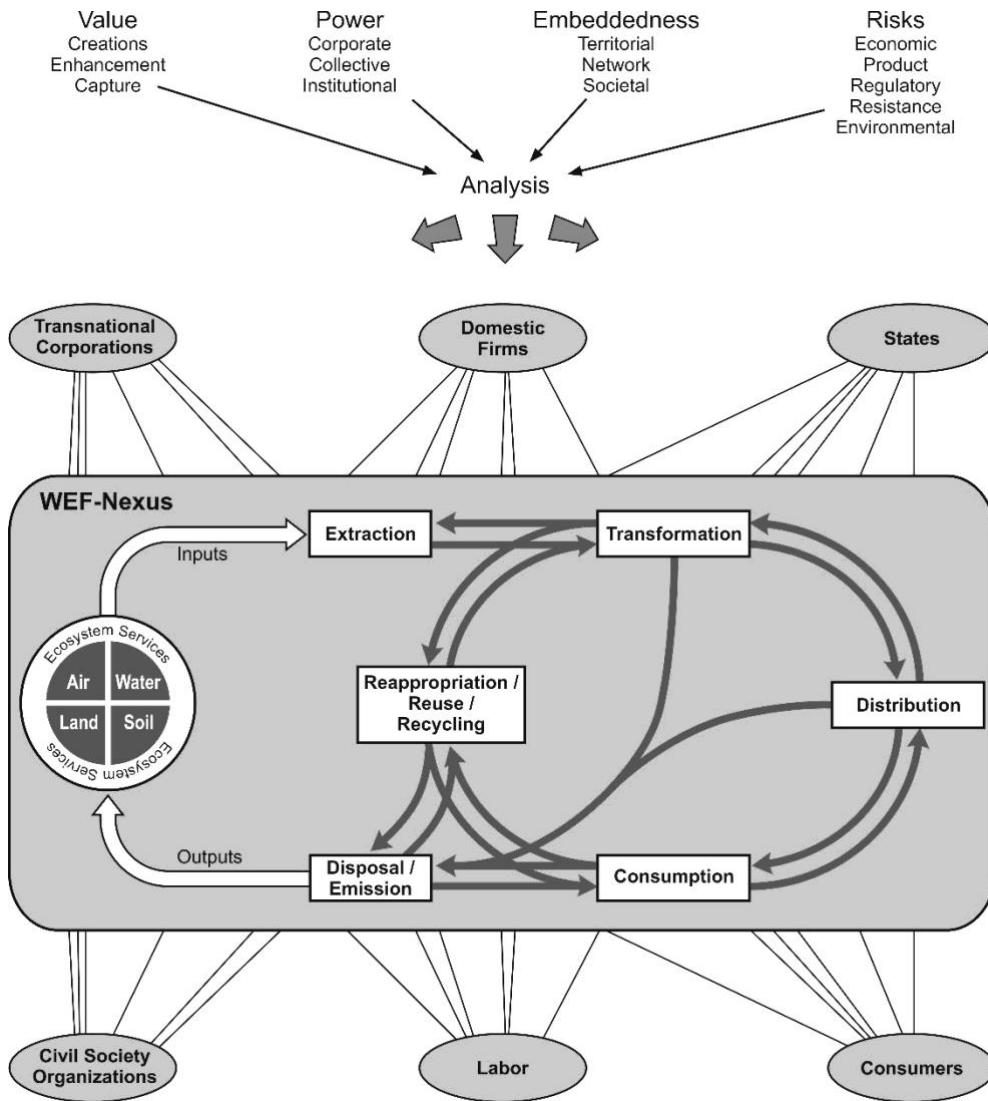 Value
Creations
Enhancement
Capture
Power
Corporate
Collective
Institutional
Embeddedness
Territorial
Network
Societal
Risks
Economic
Product
Regulatory
Resistance
Environmental
Analysis
Transnational
Corporations
Domestic
Firms
States
WEF-Nexus
Inputs
Extraction
Transformation
Ecosystem Services
Air
Water
Land
Soil
Ecosystem Services
Reappropriation /
Reuse /
Recycling
Distribution
Outputs
Disposal /
Emission
Consumption
Civil Society
Organizations
Labor
Consumers